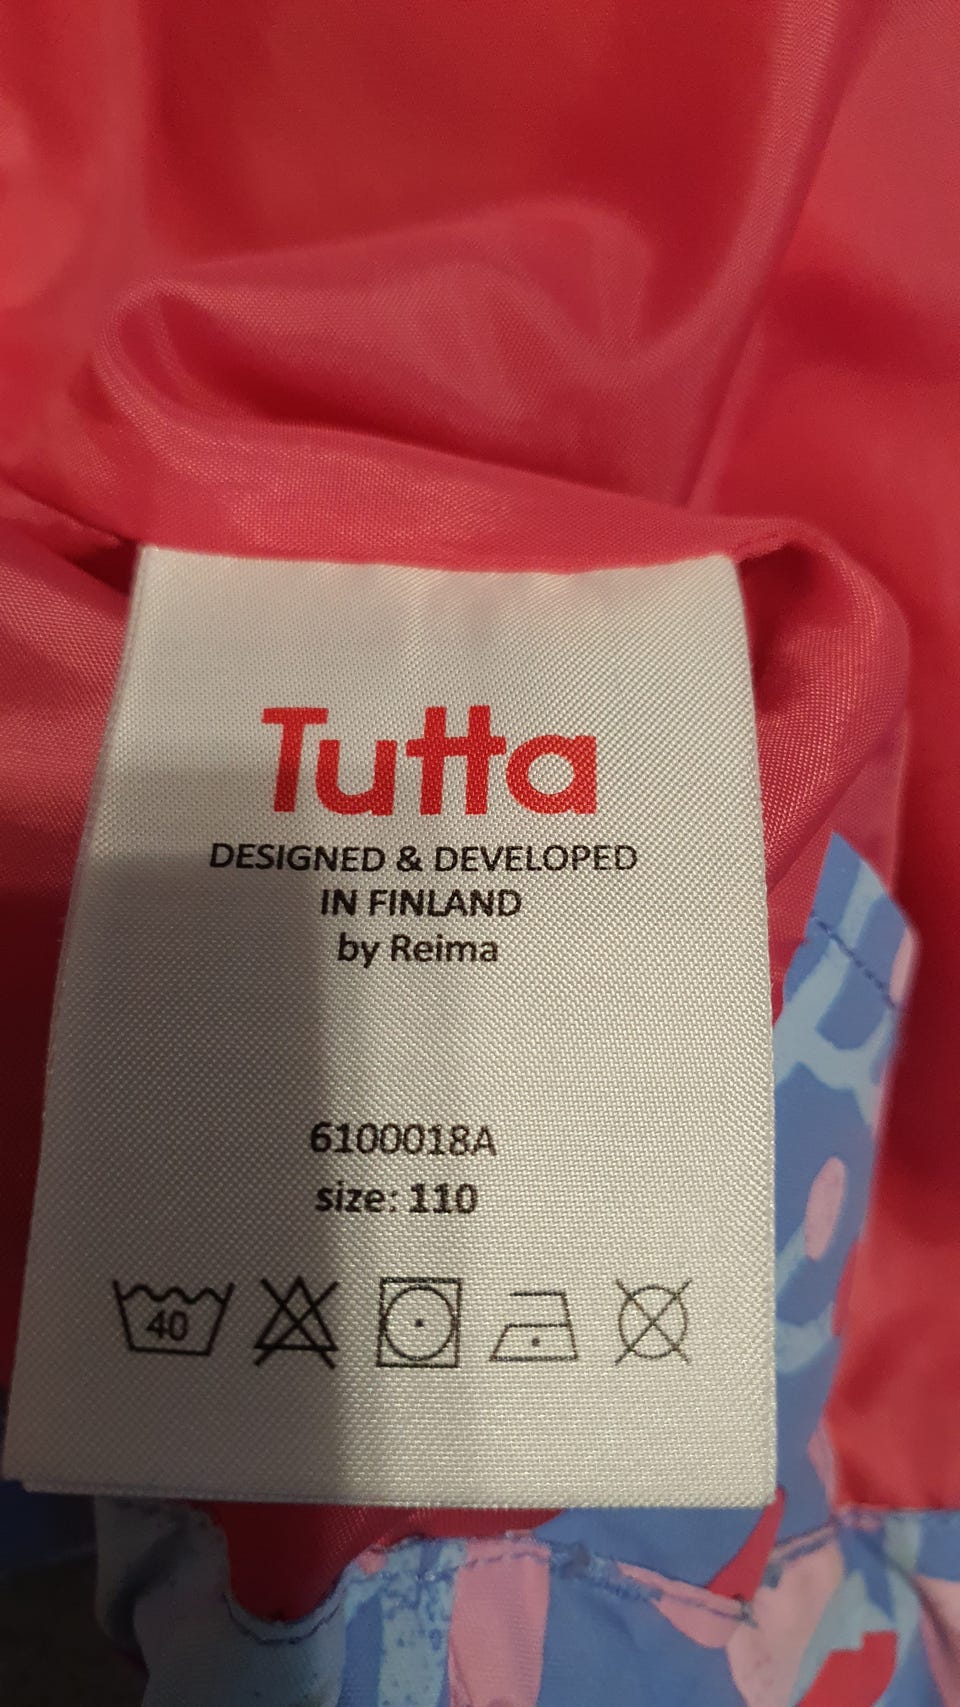 Tutta
DESIGNED & DEVELOPED
IN FINLAND
by Reima
6100018A
size: 110
40